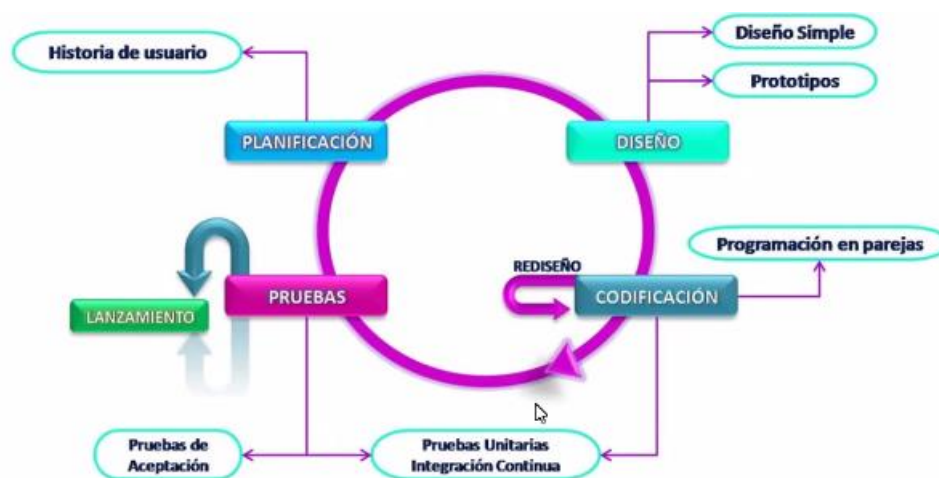 Historia de usuario
Diseño Simple
Prototipos
PLANIFICACIÓN
DISEÑO
Programación en parejas
REDISEÑO
PRUEBAS
CODIFICACIÓN
LANZAMIENTO
Pruebas de
Aceptación
Pruebas Unitarias
Integración Continua